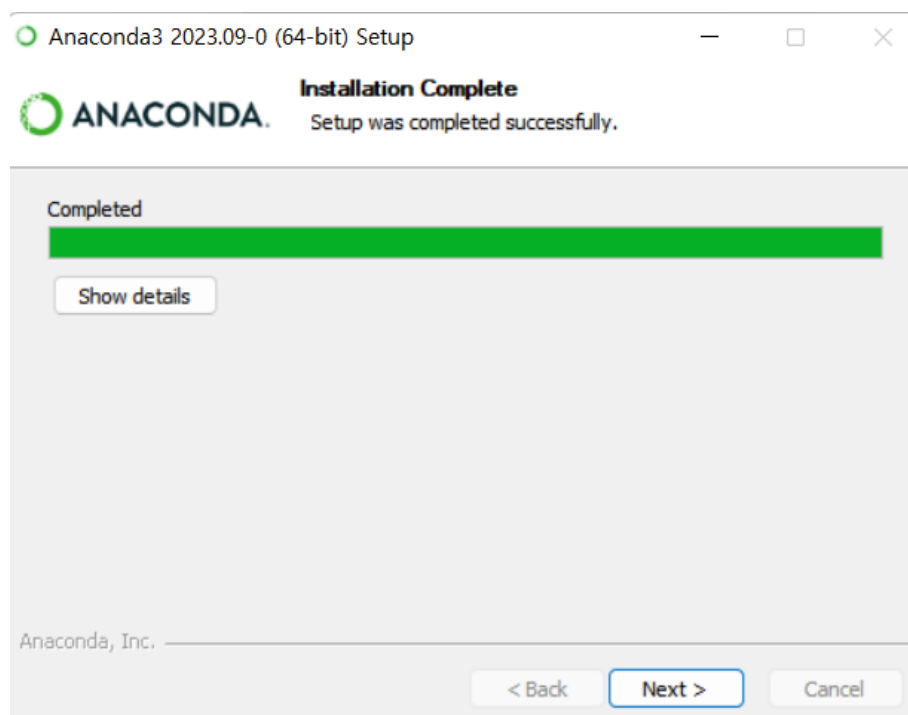 Anaconda3 2023.09-0 (64-bit) Setup
ANACONDA.
Installation Complete
Setup was completed successfully.
Completed
Show details
Anaconda, Inc.
< Back
Next >
Cancel